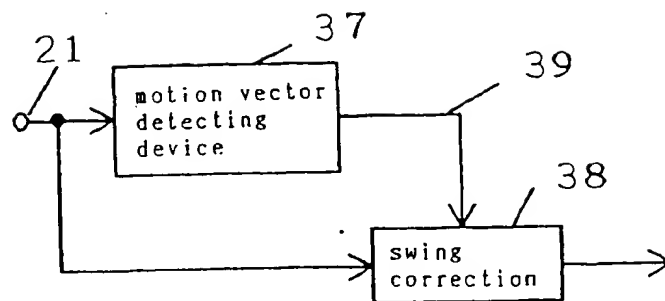 37
21
39
motion vector
detecting
device
38
swing
correction